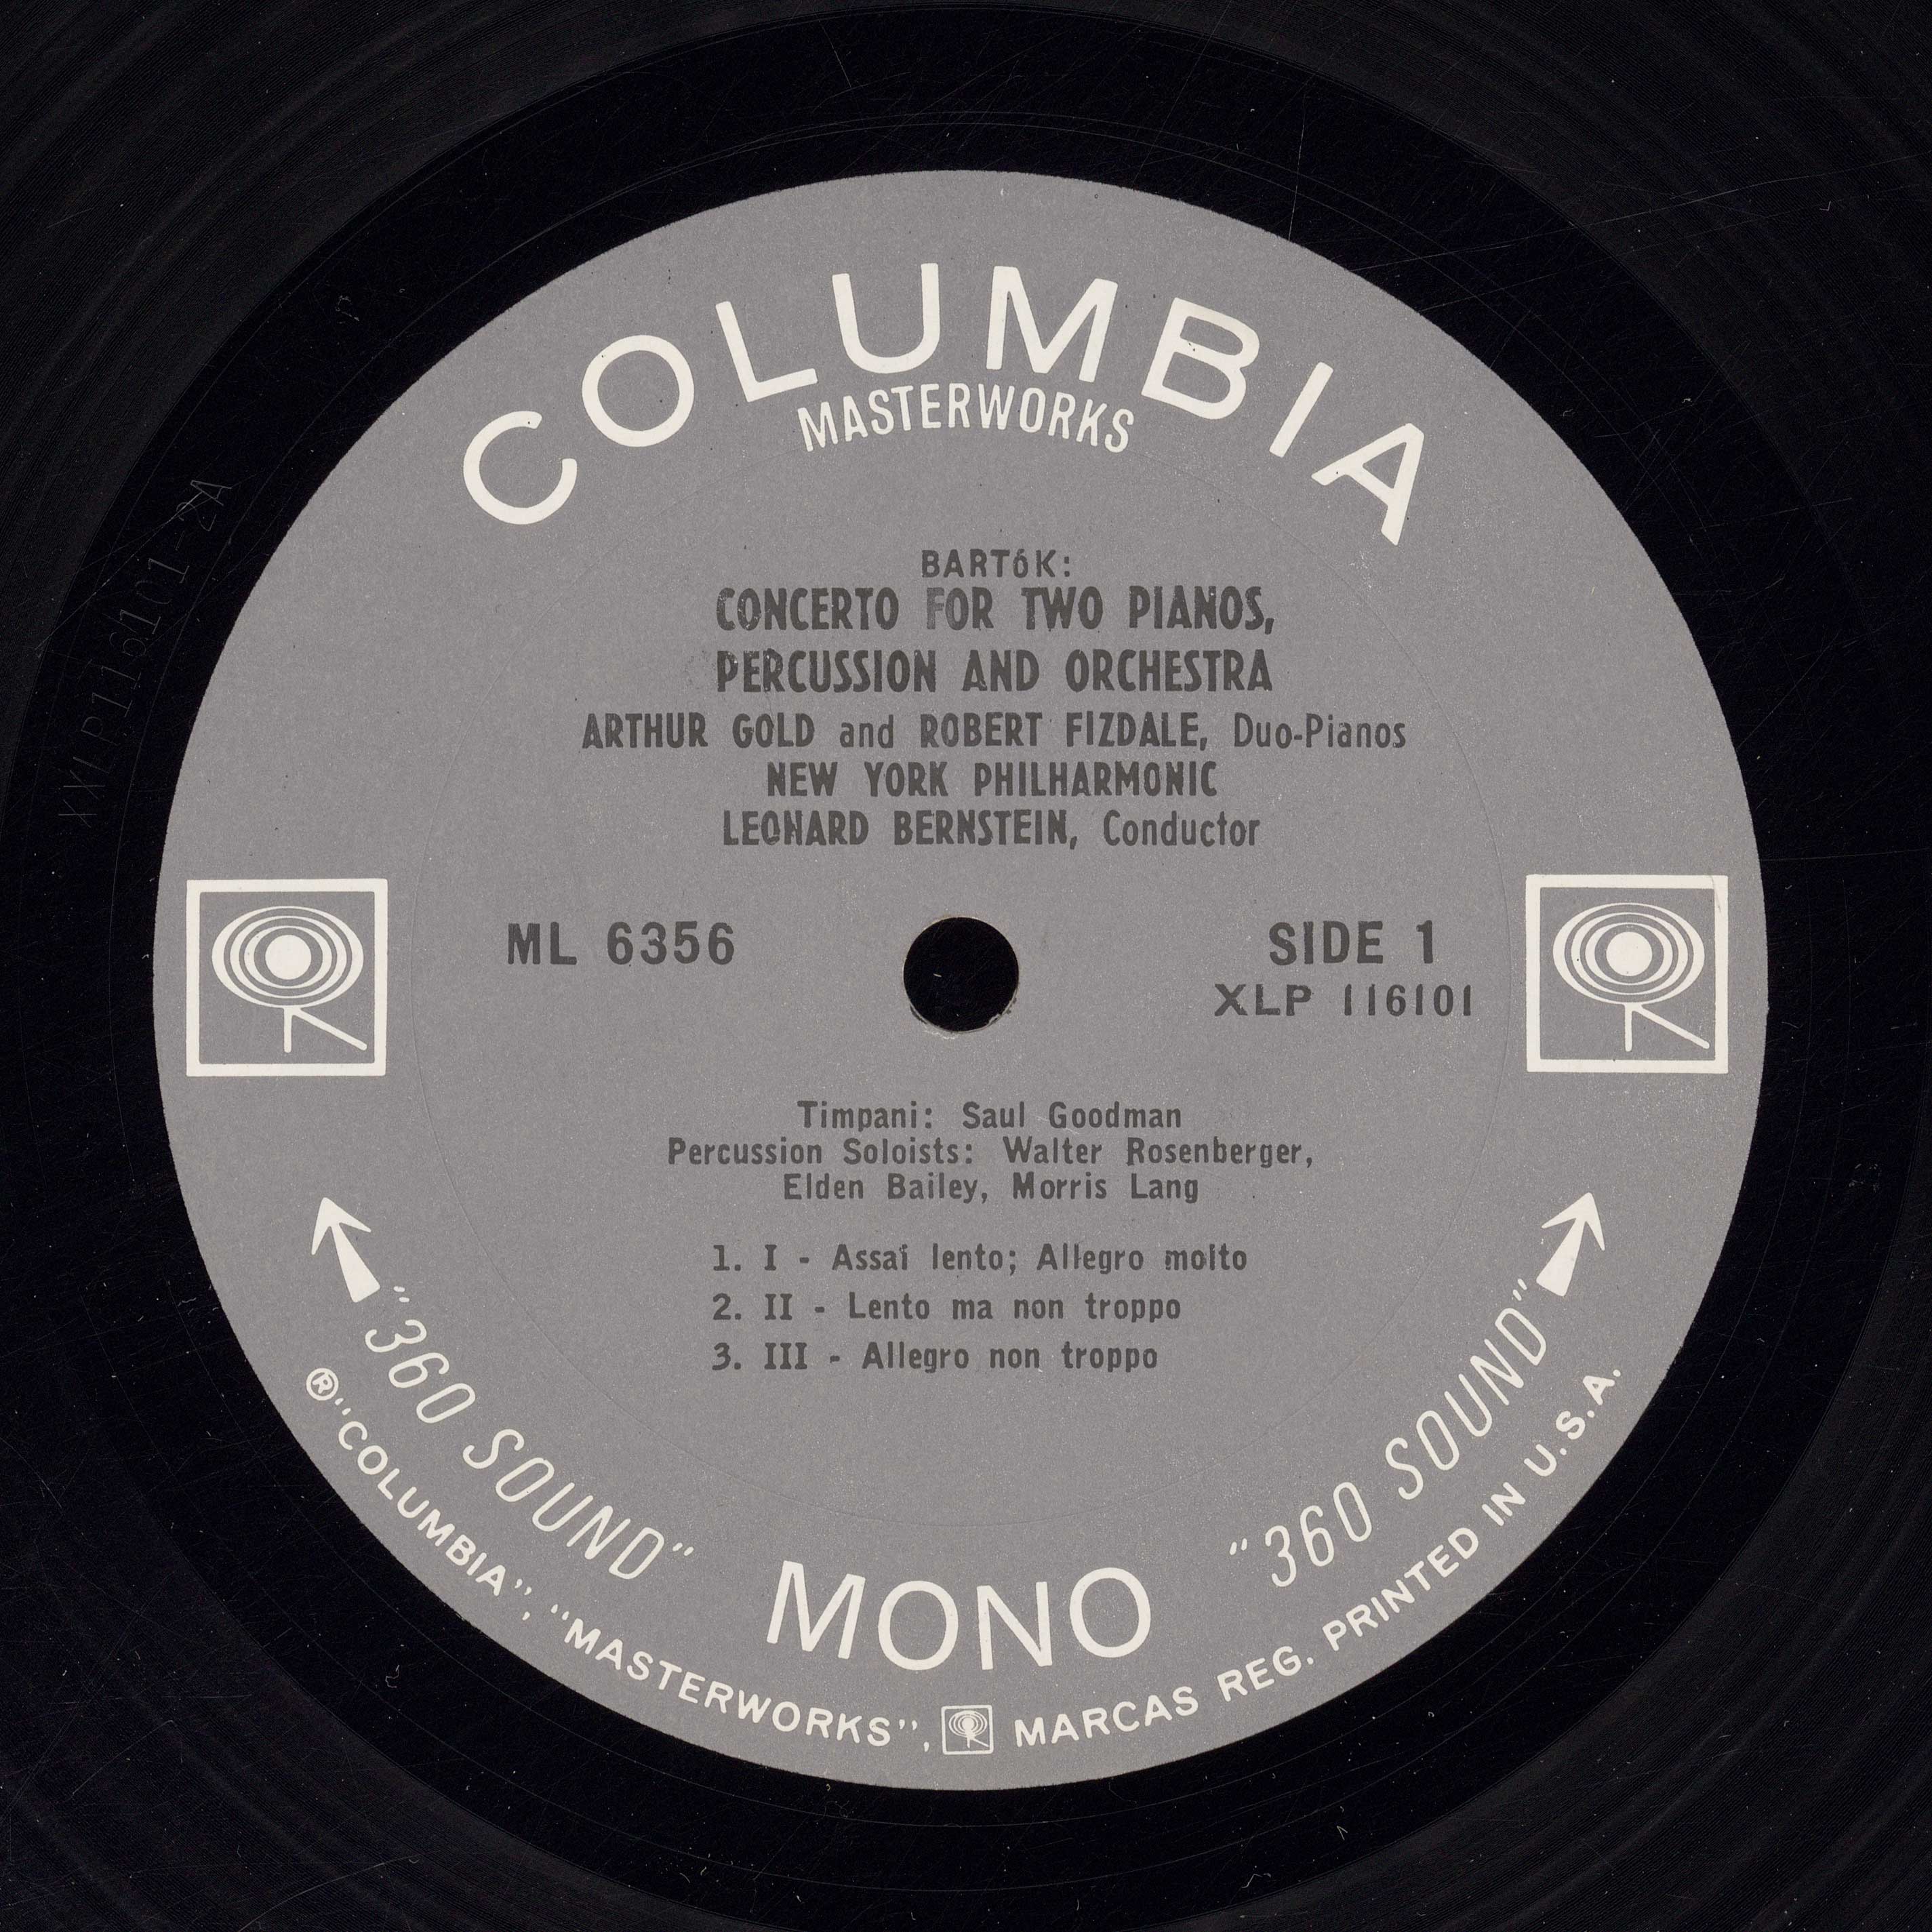 COLUMBIA
MASTERWORKS
BARTóK:
CONCERTO FOR TWO PIANOS,
PERCUSSION AND ORCHESTRA
ARTHUR GOLD and ROBERT FIZDALE, Duo-Pianos
NEW YORK PHILHARMONIC
LEONARD BERNSTEIN, Conductor
ML 6356
SIDE 1
XLP 116101
Timpani: Saul Goodman
Percussion Soloists: Walter Rosenberger,
Elden Bailey, Morris Lang
1. I - Assai lento; Allegro molto
2. II - Lento ma non troppo
3. III - Allegro non troppo
"360 SOUND"
MONO
"360 SOUND"
®"COLUMBIA", "MASTERWORKS", MARCAS REG. PRINTED IN U.S.A.
XXLP116101-2A